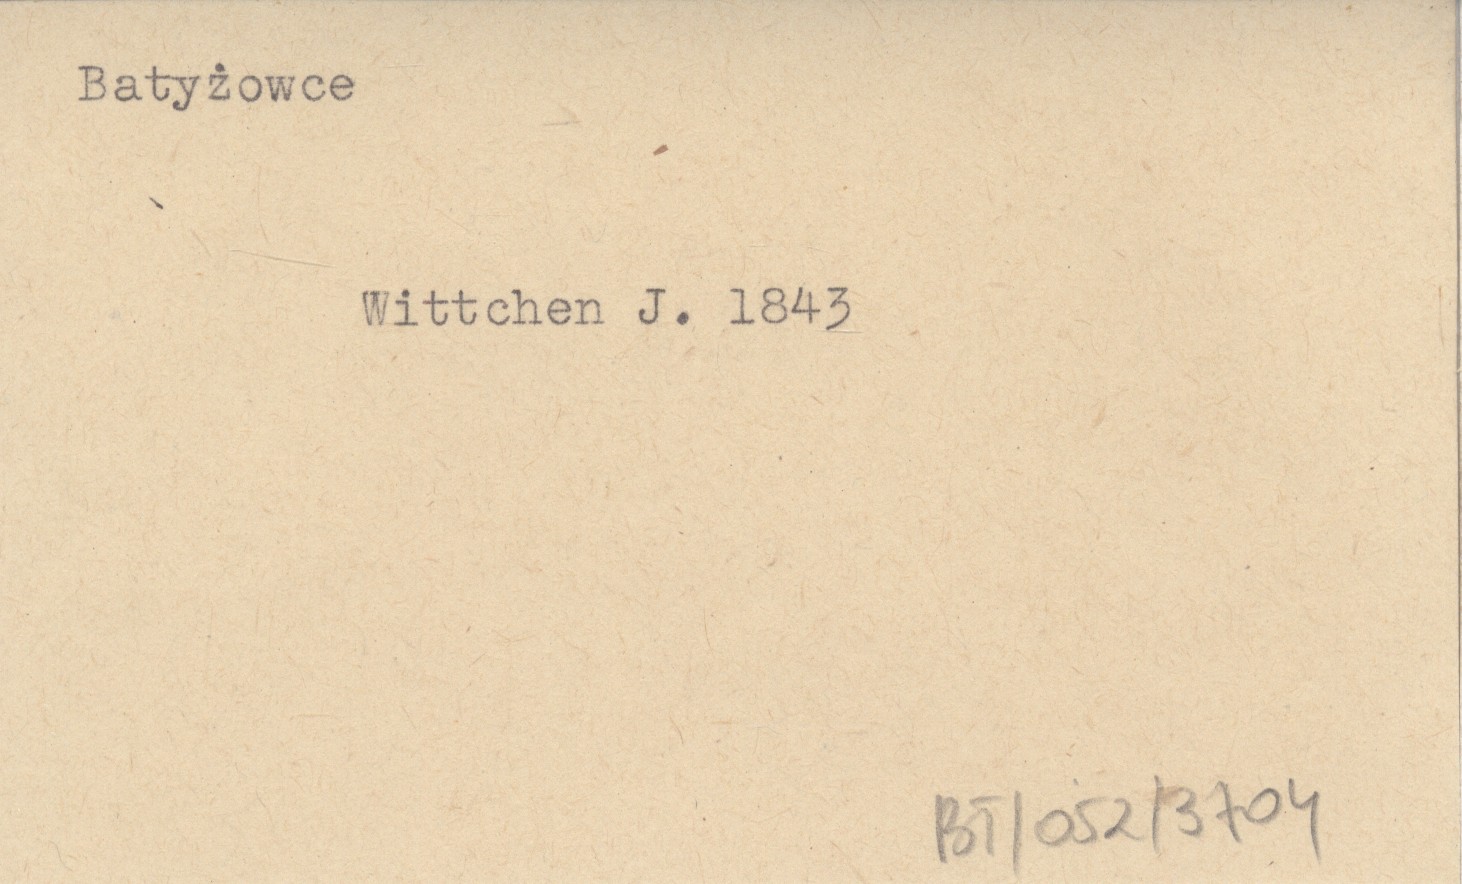 Batyżowce
Wittchen J. 1843
BT/052/3704